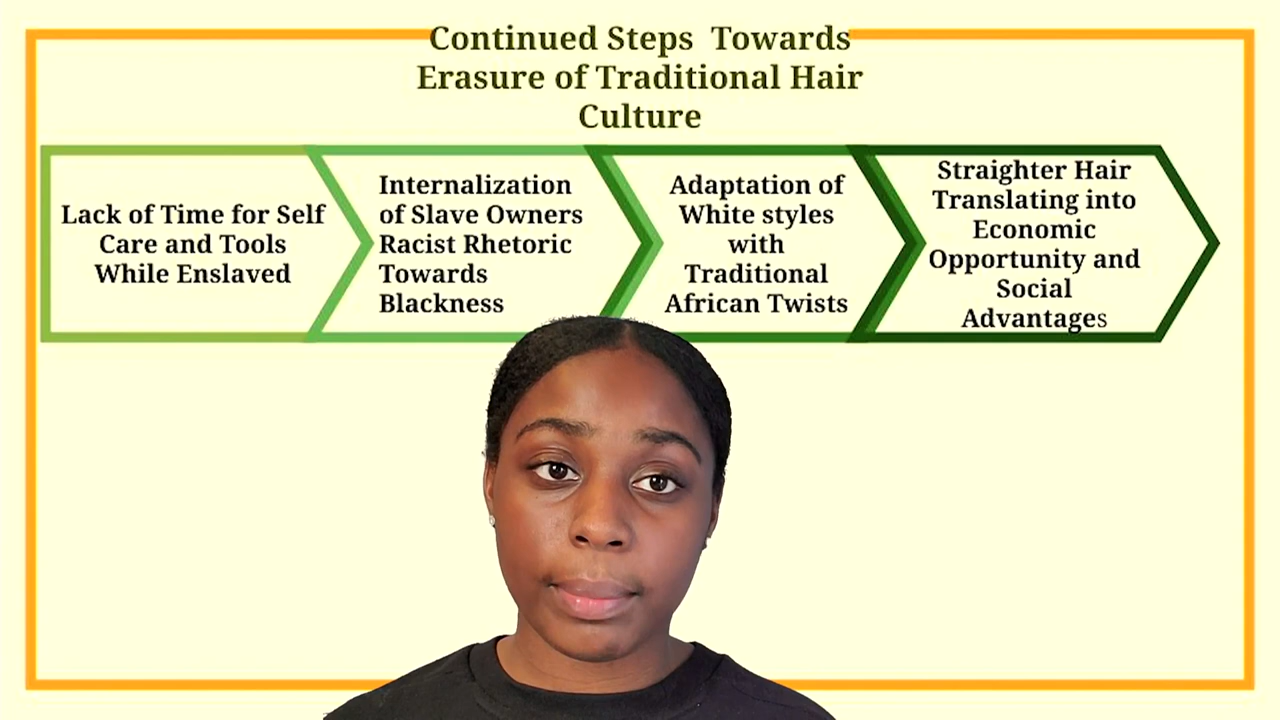 Continued Steps  Towards
Erasure of Traditional Hair
Culture
Lack of Time for Self
Care and Tools
While Enslaved
Internalization
of Slave Owners
Racist Rhetoric
Towards
Blackness
Adaptation of
White styles
with
Traditional
African Twists
Straighter Hair
Translating into
Economic
Opportunity and
Social
Advantages